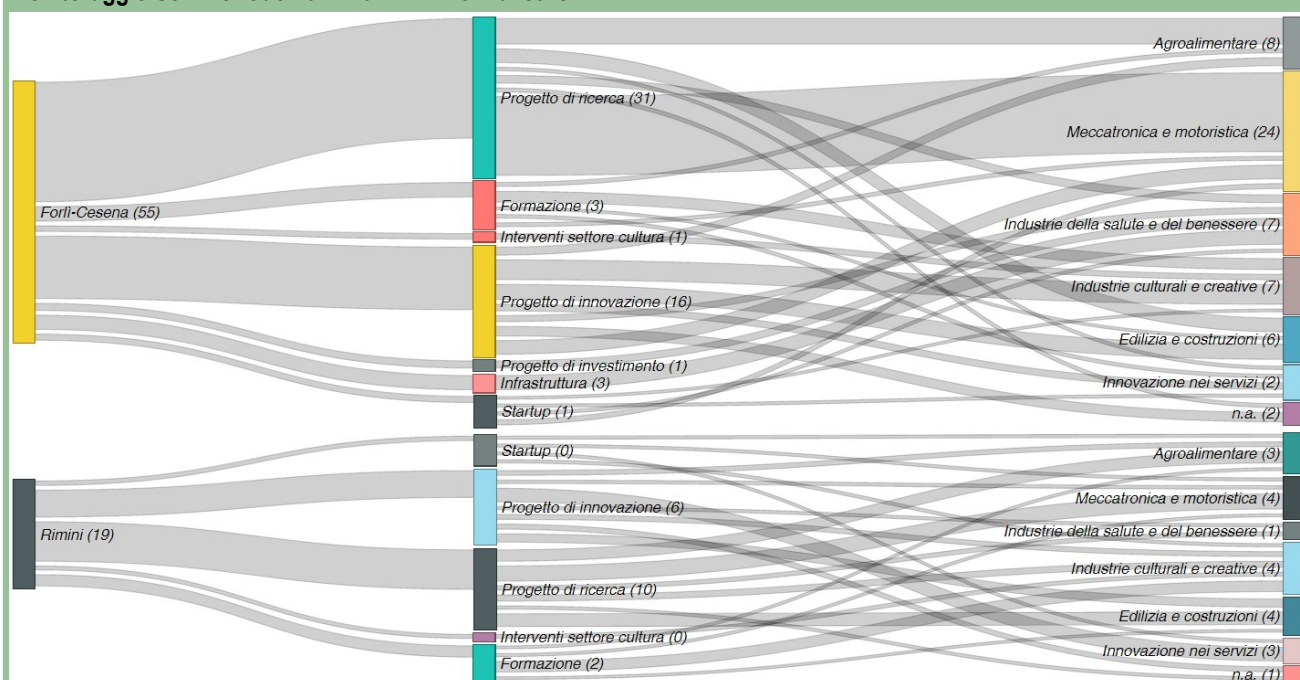 Forlì-Cesena (55)
Rimini (19)
Progetto di ricerca (31)
Formazione (3)
Interventi settore cultura (1)
Progetto di innovazione (16)
Progetto di investimento (1)
Infrastruttura (3)
Startup (1)
Startup (0)
Progetto di innovazione (6)
Progetto di ricerca (10)
Interventi settore cultura (0)
Formazione (2)
Agroalimentare (8)
Meccatronica e motoristica (24)
Industrie della salute e del benessere (7)
Industrie culturali e creative (7)
Edilizia e costruzioni (6)
Innovazione nei servizi (2)
n.a. (2)
Agroalimentare (3)
Meccatronica e motoristica (4)
Industrie della salute e del benessere (1)
Industrie culturali e creative (4)
Edilizia e costruzioni (4)
Innovazione nei servizi (3)
n.a. (1)